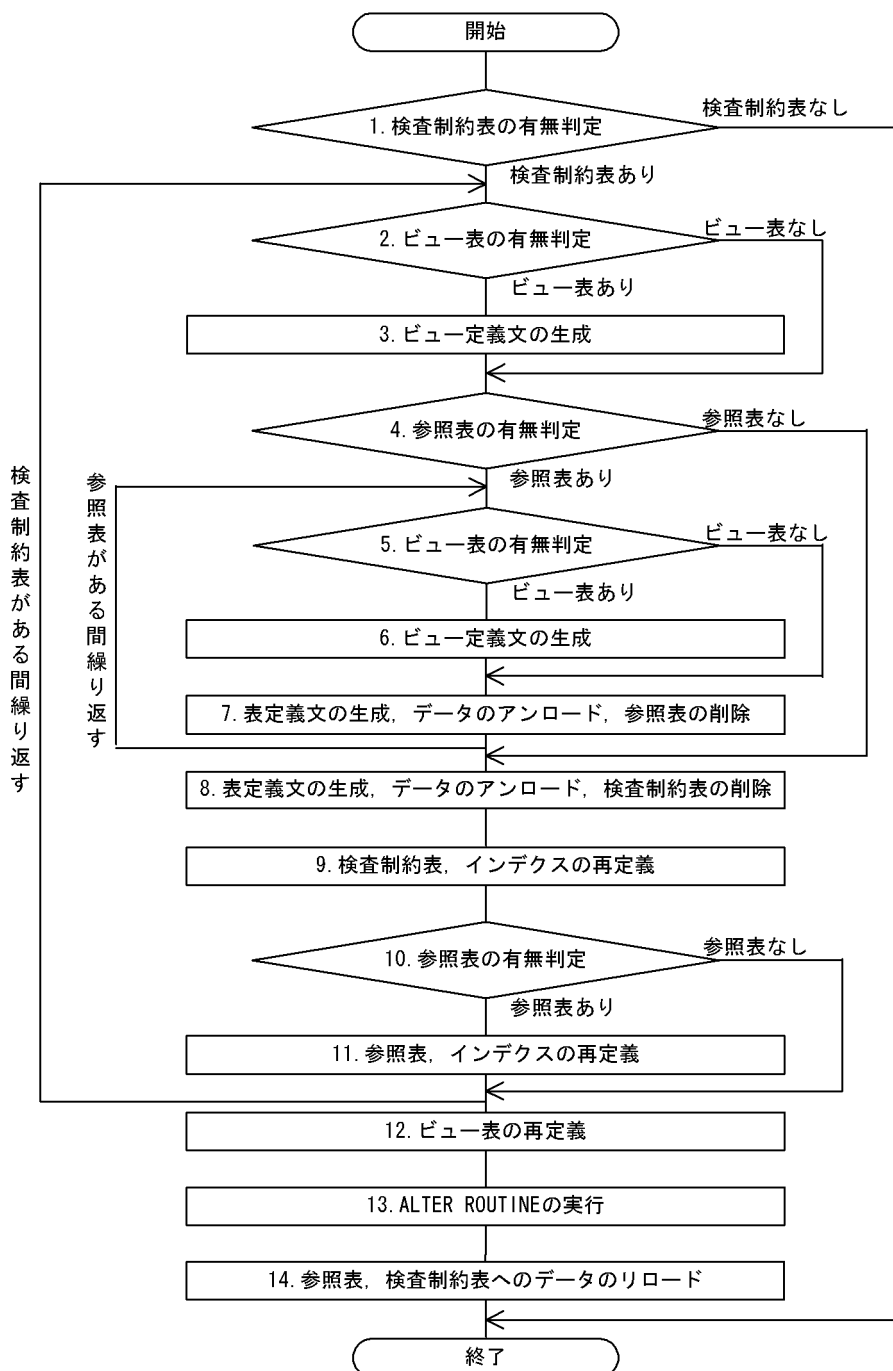 開始
検査制約表なし
1.検査制約表の有無判定
検査制約表あり
ビュー表なし
2.ビュー表の有無判定
ビュー表あり
3.ビュー定義文の生成
参照表なし
4.参照表の有無判定
参照表あり
検査制約表がある間繰り返す
参照表がある間繰り返す
ビュー表なし
5.ビュー表の有無判定
ビュー表あり
6.ビュー定義文の生成
7.表定義文の生成，データのアンロード，参照表の削除
8.表定義文の生成，データのアンロード，検査制約表の削除
9.検査制約表，インデクスの再定義
参照表なし
10.参照表の有無判定
参照表あり
11.参照表，インデクスの再定義
12.ビュー表の再定義
13.ALTER ROUTINEの実行
14.参照表，検査制約表へのデータのリロード
終了